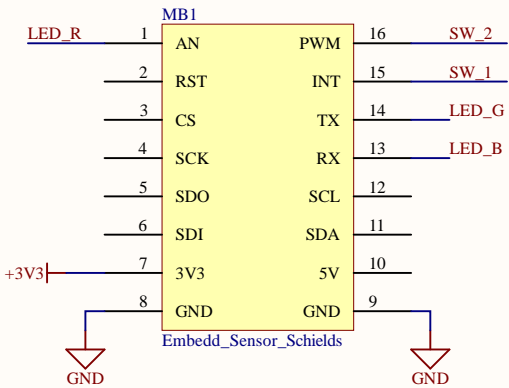 MB1
LED_R 1 AN PWM 16 SW_2
2 RST INT 15 SW_1
3 CS TX 14 LED_G
4 SCK RX 13 LED_B
5 SDO SCL 12
6 SDI SDA 11
+3V3 7 3V3 5V 10
8 GND GND 9
Embedd_Sensor_Schields
GND GND